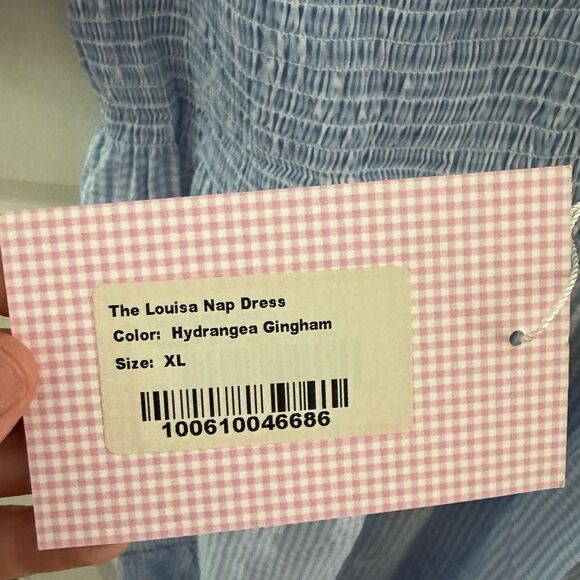 The Louisa Nap Dress
Color: Hydrangea Gingham
Size: XL
100610046686